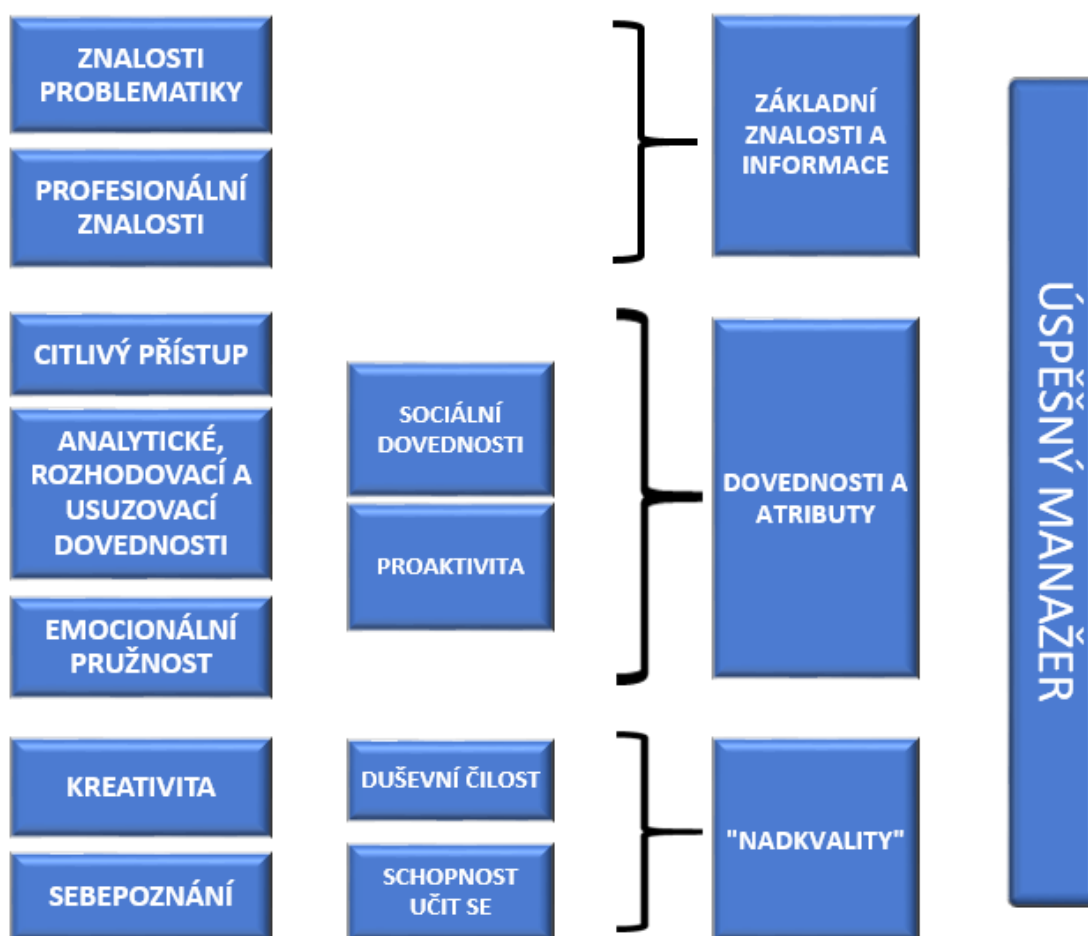 ZNALOSTI
PROBLEMATIKY
PROFESIONÁLNÍ
ZNALOSTI
ZÁKLADNÍ
ZNALOSTI A
INFORMACE
CITLIVÝ PŘÍSTUP
ANALYTICKÉ,
ROZHODOVACÍ A
USUZOVACÍ
DOVEDNOSTI
EMOCIONÁLNÍ
PRUŽNOST
SOCIÁLNÍ
DOVEDNOSTI
PROAKTIVITA
DOVEDNOSTI A
ATRIBUTY
KREATIVITA
SEBEPOZNÁNÍ
DUŠEVNÍ ČILOST
SCHOPNOST
UČIT SE
"NADKVALITY"
ÚSPĚŠNÝ MANAŽER